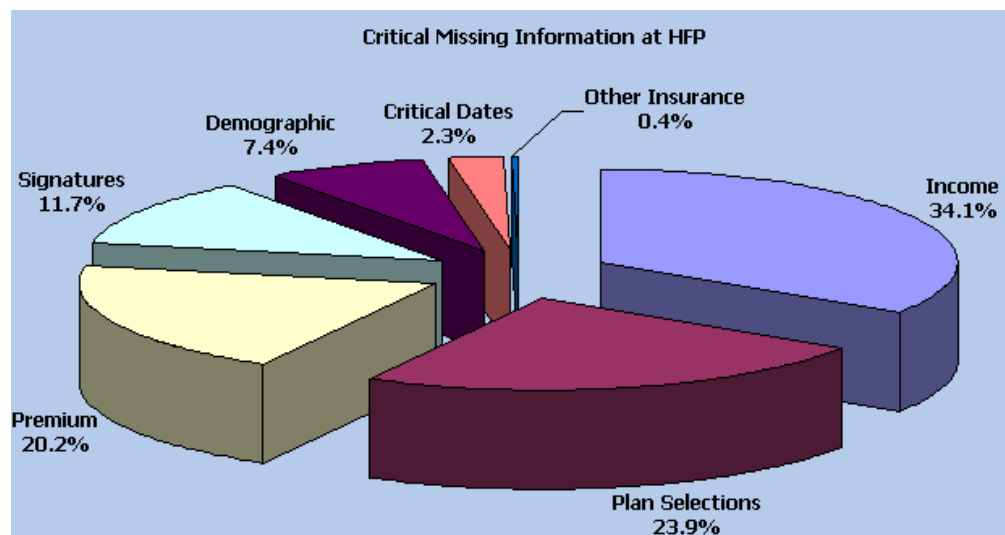 Critical Missing Information at HFP
Other Insurance
0.4%
Critical Dates
2.3%
Demographic
7.4%
Signatures
11.7%
Income
34.1%
Premium
20.2%
Plan Selections
23.9%